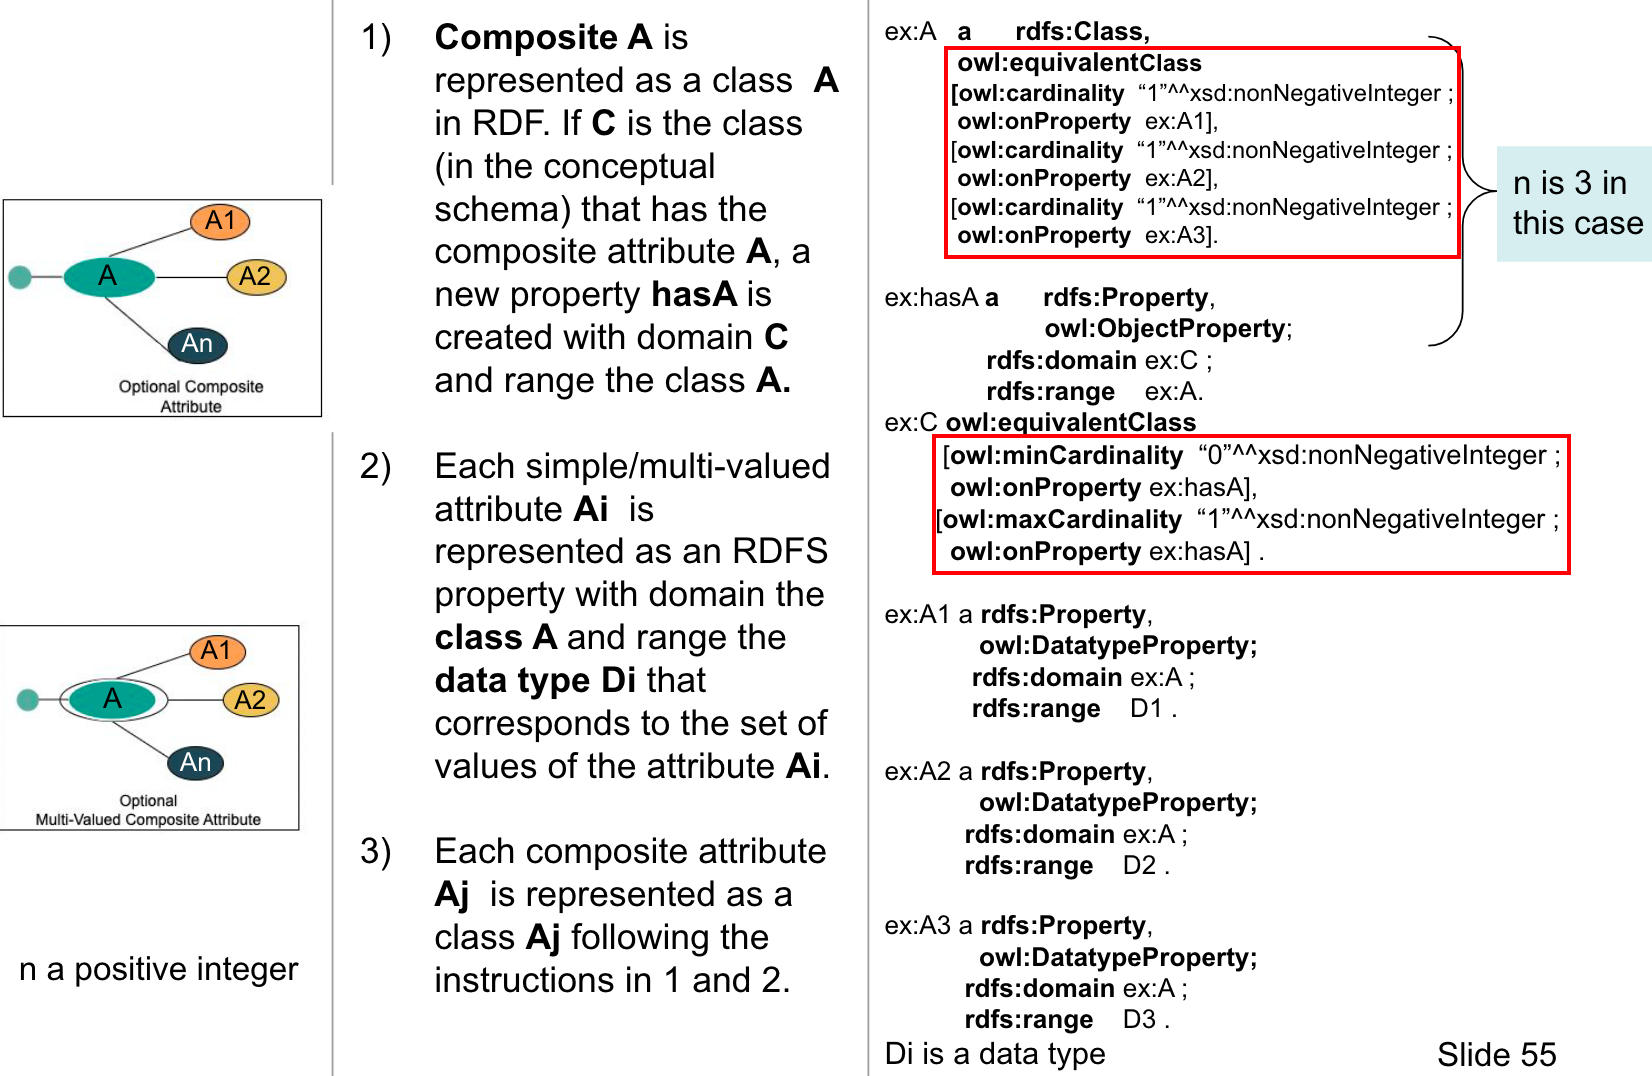 A1
A
A2
An
Optional Composite
Attribute
A1
A
A2
An
Optional
Multi-Valued Composite Attribute
n a positive integer
1) Composite A is
represented as a class A
in RDF. If C is the class
(in the conceptual
schema) that has the
composite attribute A, a
new property hasA is
created with domain C
and range the class A.
2) Each simple/multi-valued
attribute Ai is
represented as an RDFS
property with domain the
class A and range the
data type Di that
corresponds to the set of
values of the attribute Ai.
3) Each composite attribute
Aj is represented as a
class Aj following the
instructions in 1 and 2.
ex:A a rdfs:Class,
owl:equivalentClass
[owl:cardinality “1”^^xsd:nonNegativeInteger ;
owl:onProperty ex:A1],
[owl:cardinality “1”^^xsd:nonNegativeInteger ;
owl:onProperty ex:A2],
[owl:cardinality “1”^^xsd:nonNegativeInteger ;
owl:onProperty ex:A3].
n is 3 in
this case
ex:hasA a rdfs:Property,
owl:ObjectProperty;
rdfs:domain ex:C ;
rdfs:range ex:A.
ex:C owl:equivalentClass
[owl:minCardinality “0”^^xsd:nonNegativeInteger ;
owl:onProperty ex:hasA],
[owl:maxCardinality “1”^^xsd:nonNegativeInteger ;
owl:onProperty ex:hasA] .
ex:A1 a rdfs:Property,
owl:DatatypeProperty;
rdfs:domain ex:A ;
rdfs:range D1 .
ex:A2 a rdfs:Property,
owl:DatatypeProperty;
rdfs:domain ex:A ;
rdfs:range D2 .
ex:A3 a rdfs:Property,
owl:DatatypeProperty;
rdfs:domain ex:A ;
rdfs:range D3 .
Di is a data type
Slide 55